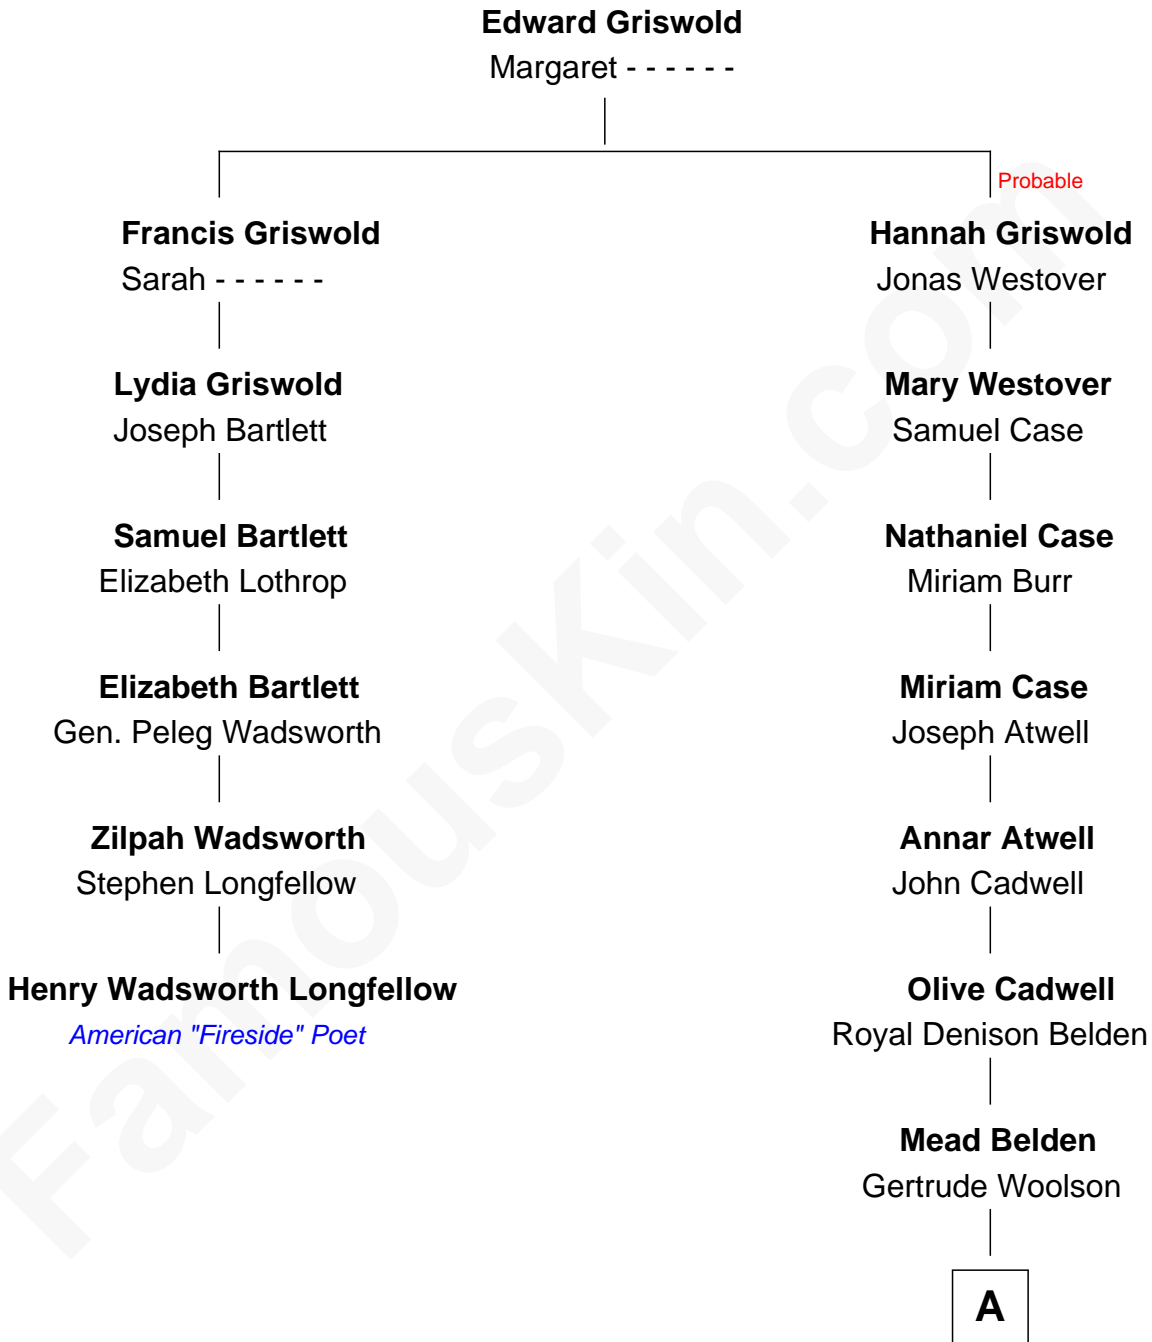 Edward Griswold
Margaret - - - - - -
Probable
Francis Griswold
Sarah - - - - - -
Lydia Griswold
Joseph Bartlett
Samuel Bartlett
Elizabeth Lothrop
Elizabeth Bartlett
Gen. Peleg Wadsworth
Zilpah Wadsworth
Stephen Longfellow
Henry Wadsworth Longfellow
American "Fireside" Poet
Hannah Griswold
Jonas Westover
Mary Westover
Samuel Case
Nathaniel Case
Miriam Burr
Miriam Case
Joseph Atwell
Annar Atwell
John Cadwell
Olive Cadwell
Royal Denison Belden
Mead Belden
Gertrude Woolson
A
FamousKin.com